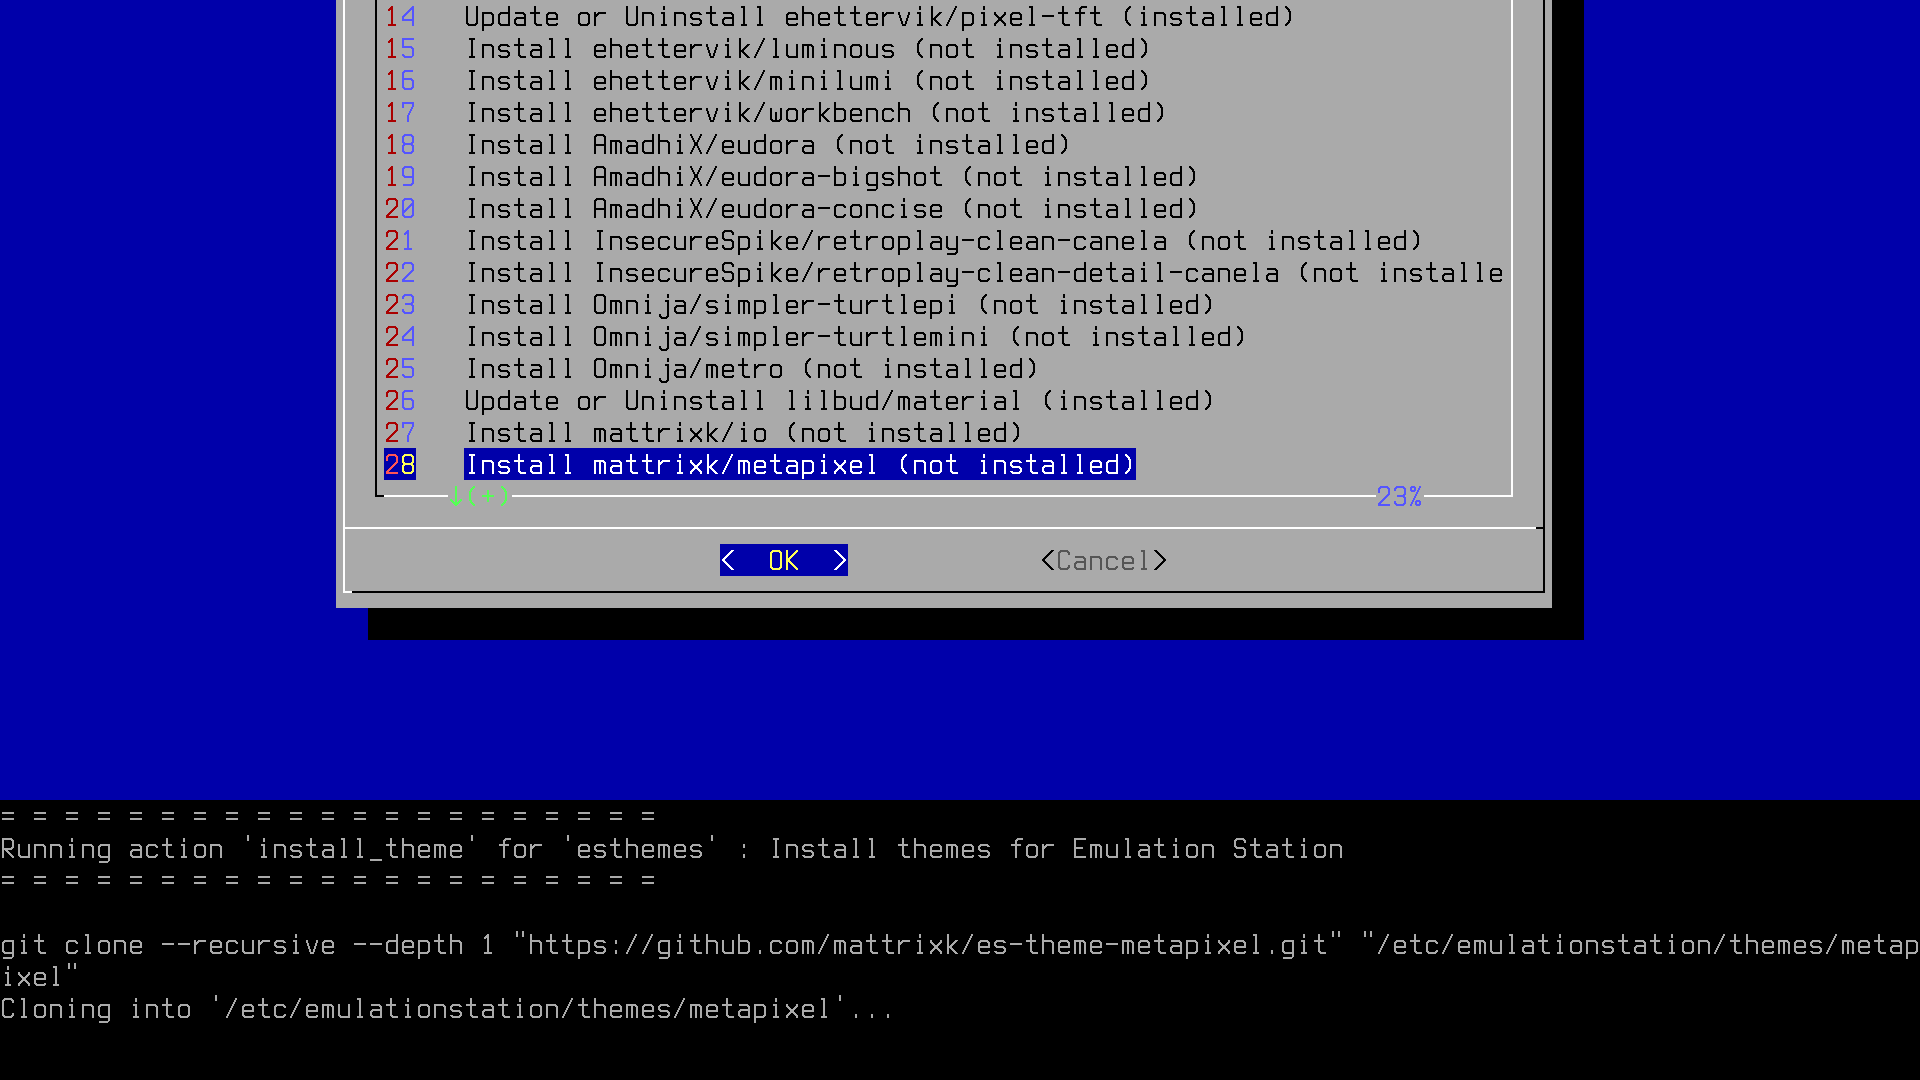 14 Update or Uninstall ehettervik/pixel-tft (installed)
15 Install ehettervik/luminous (not installed)
16 Install ehettervik/minilumi (not installed)
17 Install ehettervik/workbench (not installed)
18 Install AmadhiX/eudora (not installed)
19 Install AmadhiX/eudora-bigshot (not installed)
20 Install AmadhiX/eudora-concise (not installed)
21 Install InsecureSpike/retroplay-clean-canela (not installed)
22 Install InsecureSpike/retroplay-clean-detail-canela (not installe
23 Install Omnija/simpler-turtlepi (not installed)
24 Install Omnija/simpler-turtlemini (not installed)
25 Install Omnija/metro (not installed)
26 Update or Uninstall lilbud/material (installed)
27 Install mattrixk/io (not installed)
28 Install mattrixk/metapixel (not installed)
↓(+) 23%
< OK > <Cancel>
= = = = = = = = = = = = = = = = = = = = =
Running action 'install_theme' for 'esthemes' : Install themes for Emulation Station
= = = = = = = = = = = = = = = = = = = = =
git clone --recursive --depth 1 "https://github.com/mattrixk/es-theme-metapixel.git" "/etc/emulationstation/themes/metap
ixel"
Cloning into '/etc/emulationstation/themes/metapixel'...